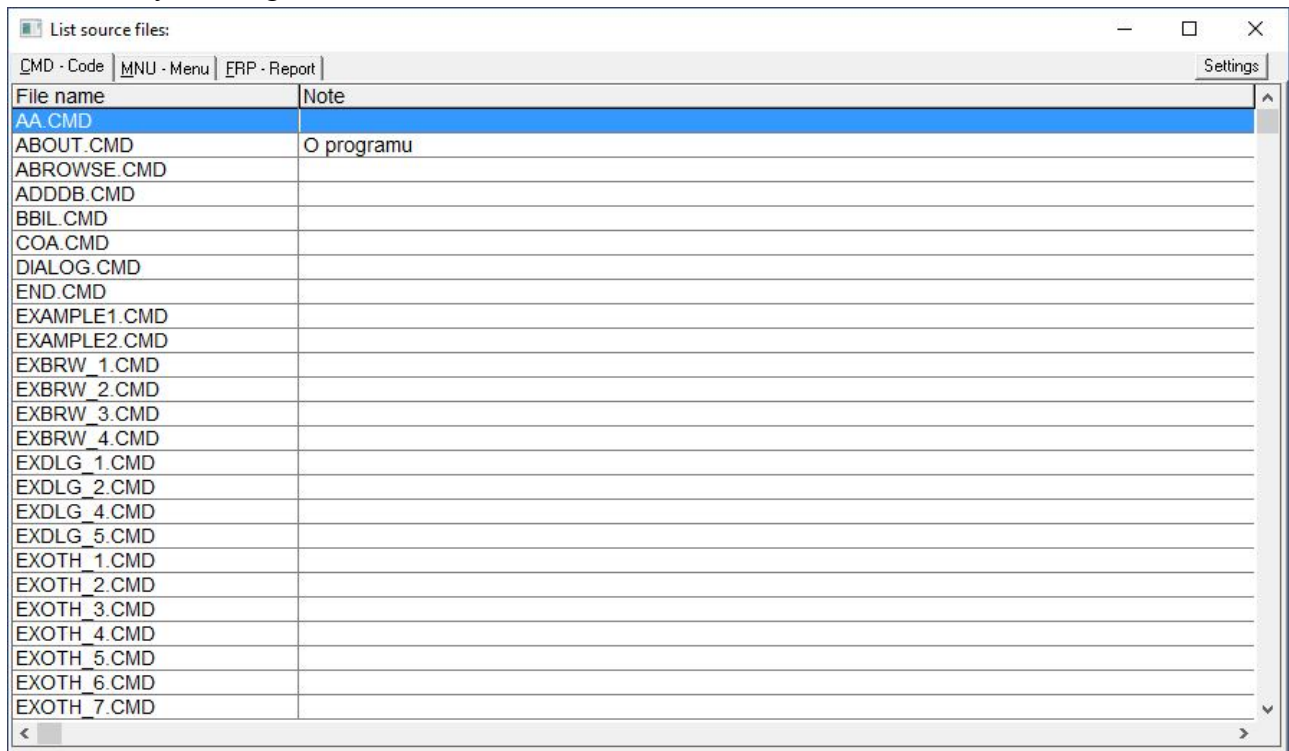 List source files:
CMD - Code MNU - Menu FRP - Report Settings
File name Note
AA.CMD
ABOUT.CMD O programu
ABROWSE.CMD
ADDDB.CMD
BBIL.CMD
COA.CMD
DIALOG.CMD
END.CMD
EXAMPLE1.CMD
EXAMPLE2.CMD
EXBRW_1.CMD
EXBRW_2.CMD
EXBRW_3.CMD
EXBRW_4.CMD
EXDLG_1.CMD
EXDLG_2.CMD
EXDLG_4.CMD
EXDLG_5.CMD
EXOTH_1.CMD
EXOTH_2.CMD
EXOTH_3.CMD
EXOTH_4.CMD
EXOTH_5.CMD
EXOTH_6.CMD
EXOTH_7.CMD